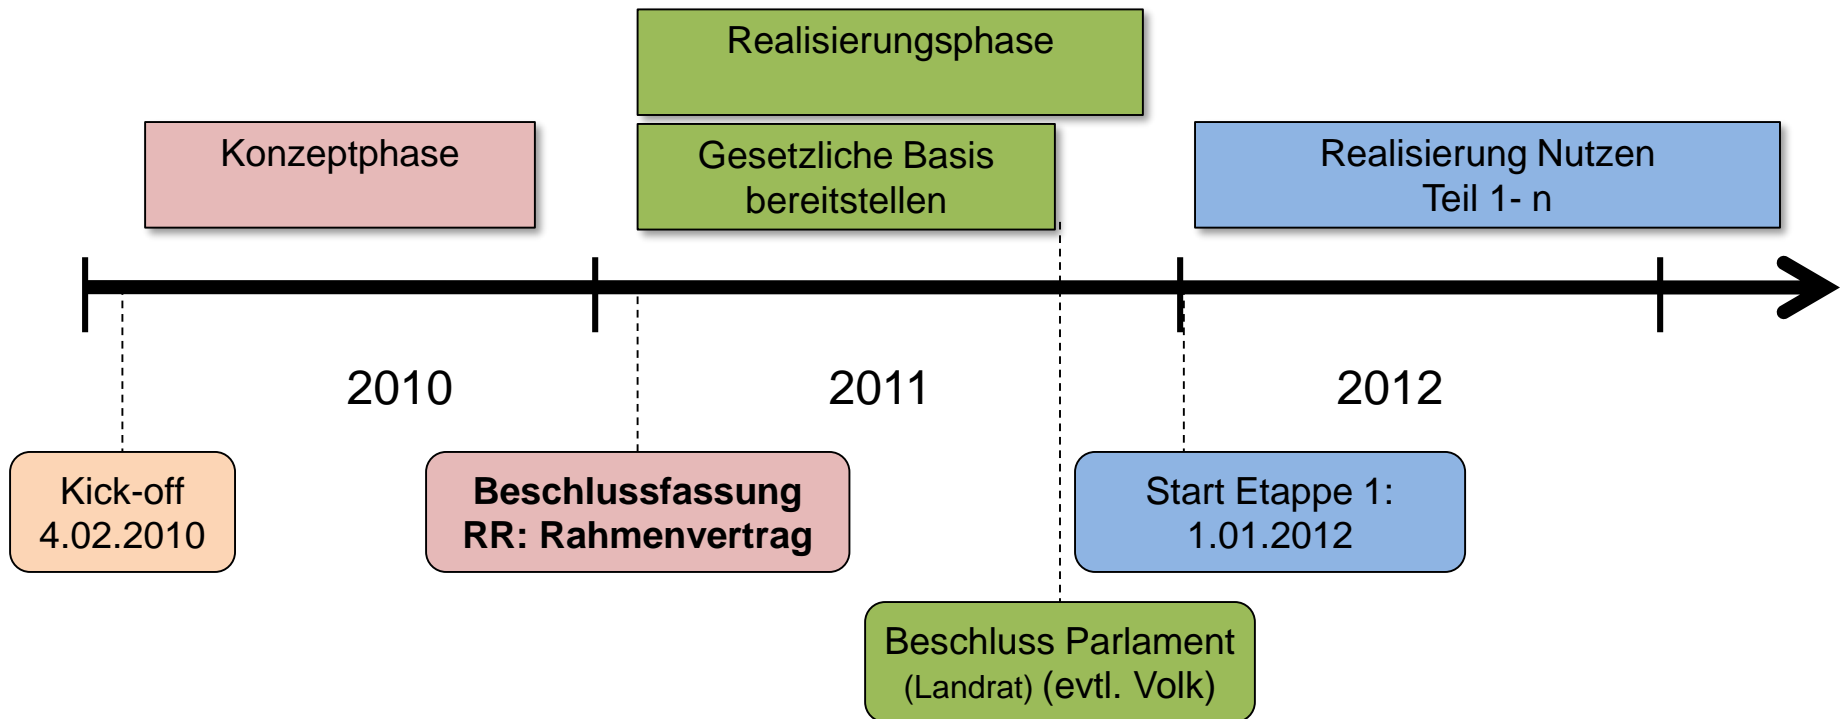 Realisierungsphase
Konzeptphase
Gesetzliche Basis
bereitstellen
Realisierung Nutzen
Teil 1- n
2010
2011
2012
Kick-off
4.02.2010
Beschlussfassung
RR: Rahmenvertrag
Start Etappe 1:
1.01.2012
Beschluss Parlament
(Landrat) (evtl. Volk)